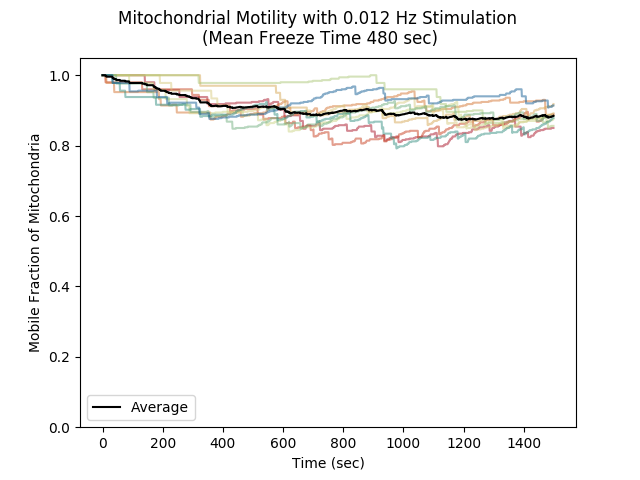 Mitochondrial Motility with 0.012 Hz Stimulation
(Mean Freeze Time 480 sec)
Mobile Fraction of Mitochondria
1.0
0.8
0.6
0.4
0.2
0.0
Average
0 200 400 600 800 1000 1200 1400
Time (sec)